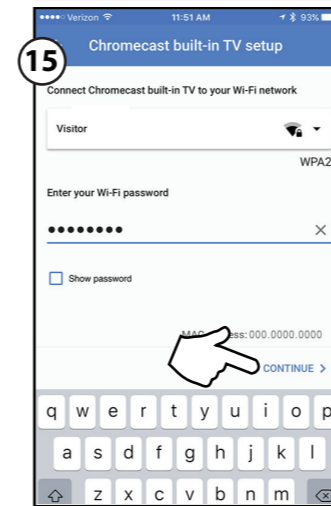 Verizon 11:51 AM 93%
15
Chromecast built-in TV setup
Connect Chromecast built-in TV to your Wi-Fi network
Visitor
WPA2
Enter your Wi-Fi password
●●●●●●●●
Show password
MAC ess: 000.0000.0000
CONTINUE >
q w e r t y u i o p
a s d f g h j k l
z x c v b n m